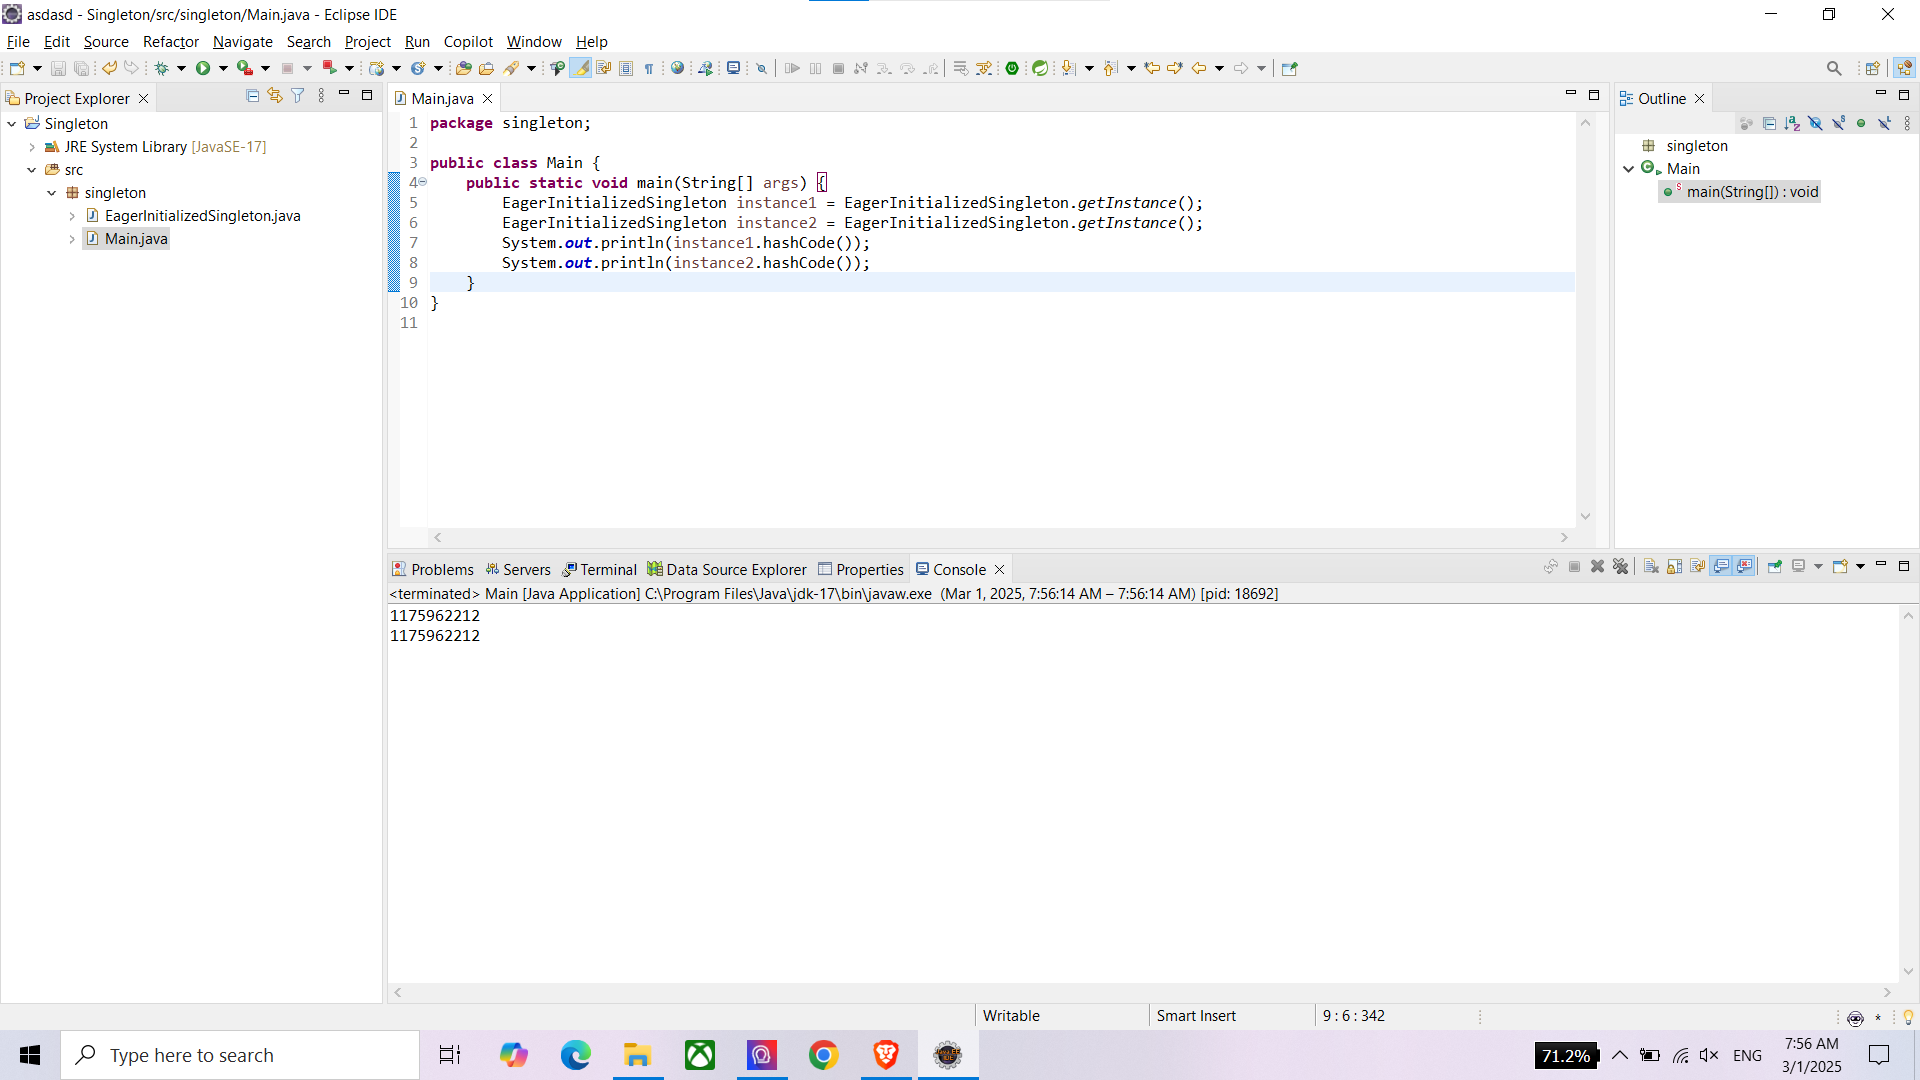 asdasd - Singleton/src/singleton/Main.java - Eclipse IDE
File Edit Source Refactor Navigate Search Project Run Copilot Window Help
Project Explorer
Singleton
JRE System Library [JavaSE-17]
src
singleton
EagerInitializedSingleton.java
Main.java
Main.java
1 package singleton;
2
3 public class Main {
4 public static void main(String[] args) {
5 EagerInitializedSingleton instance1 = EagerInitializedSingleton.getInstance();
6 EagerInitializedSingleton instance2 = EagerInitializedSingleton.getInstance();
7 System.out.println(instance1.hashCode());
8 System.out.println(instance2.hashCode());
9 }
10 }
11
Outline
singleton
Main
main(String[]) : void
Problems Servers Terminal Data Source Explorer Properties Console
<terminated> Main [Java Application] C:\Program Files\Java\jdk-17\bin\javaw.exe (Mar 1, 2025, 7:56:14 AM – 7:56:14 AM) [pid: 18692]
1175962212
1175962212
Writable Smart Insert 9 : 6 : 342
Type here to search
71.2%
ENG
7:56 AM
3/1/2025